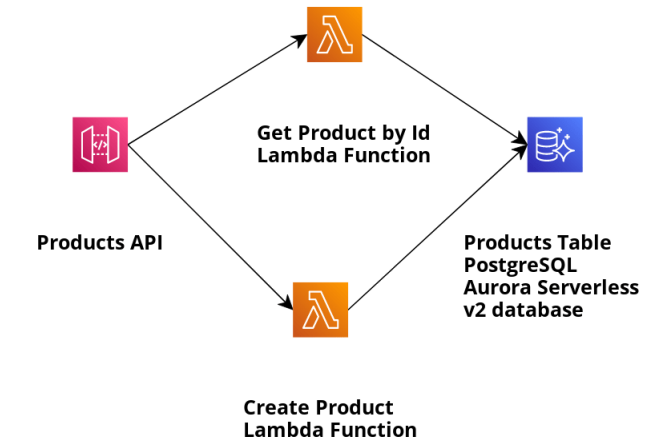 Get Product by Id
Lambda Function
Products API
Products Table
PostgreSQL
Aurora Serverless
v2 database
Create Product
Lambda Function